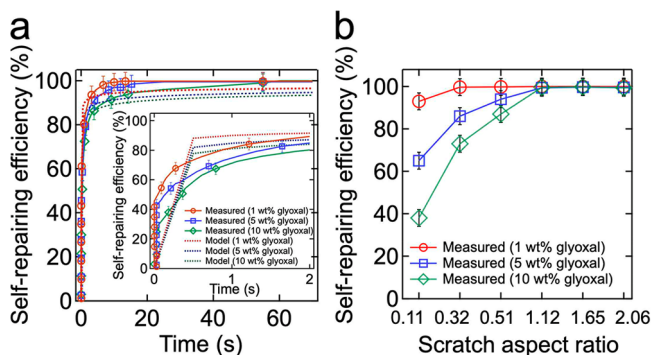 a
Self-repairing efficiency (%)
100
80
60
40
20
0
0
20
40
60
Time (s)
Self-repairing efficiency (%)
100
80
60
40
20
0
0
1
2
Time (s)
Measured (1 wt% glyoxal)
Measured (5 wt% glyoxal)
Measured (10 wt% glyoxal)
Model (1 wt% glyoxal)
Model (5 wt% glyoxal)
Model (10 wt% glyoxal)
b
Self-repairing efficiency (%)
100
80
60
40
20
0
Measured (1 wt% glyoxal)
Measured (5 wt% glyoxal)
Measured (10 wt% glyoxal)
0.11 0.32 0.51 1.12 1.65 2.06
Scratch aspect ratio